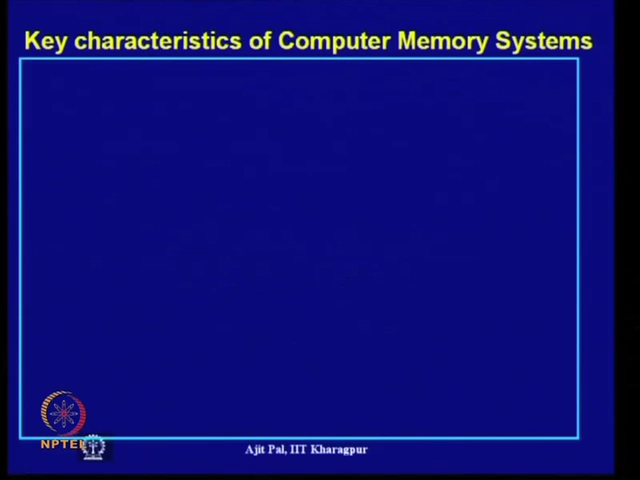 Key characteristics of Computer Memory Systems
NPTEL
Ajit Pal, IIT Kharagpur